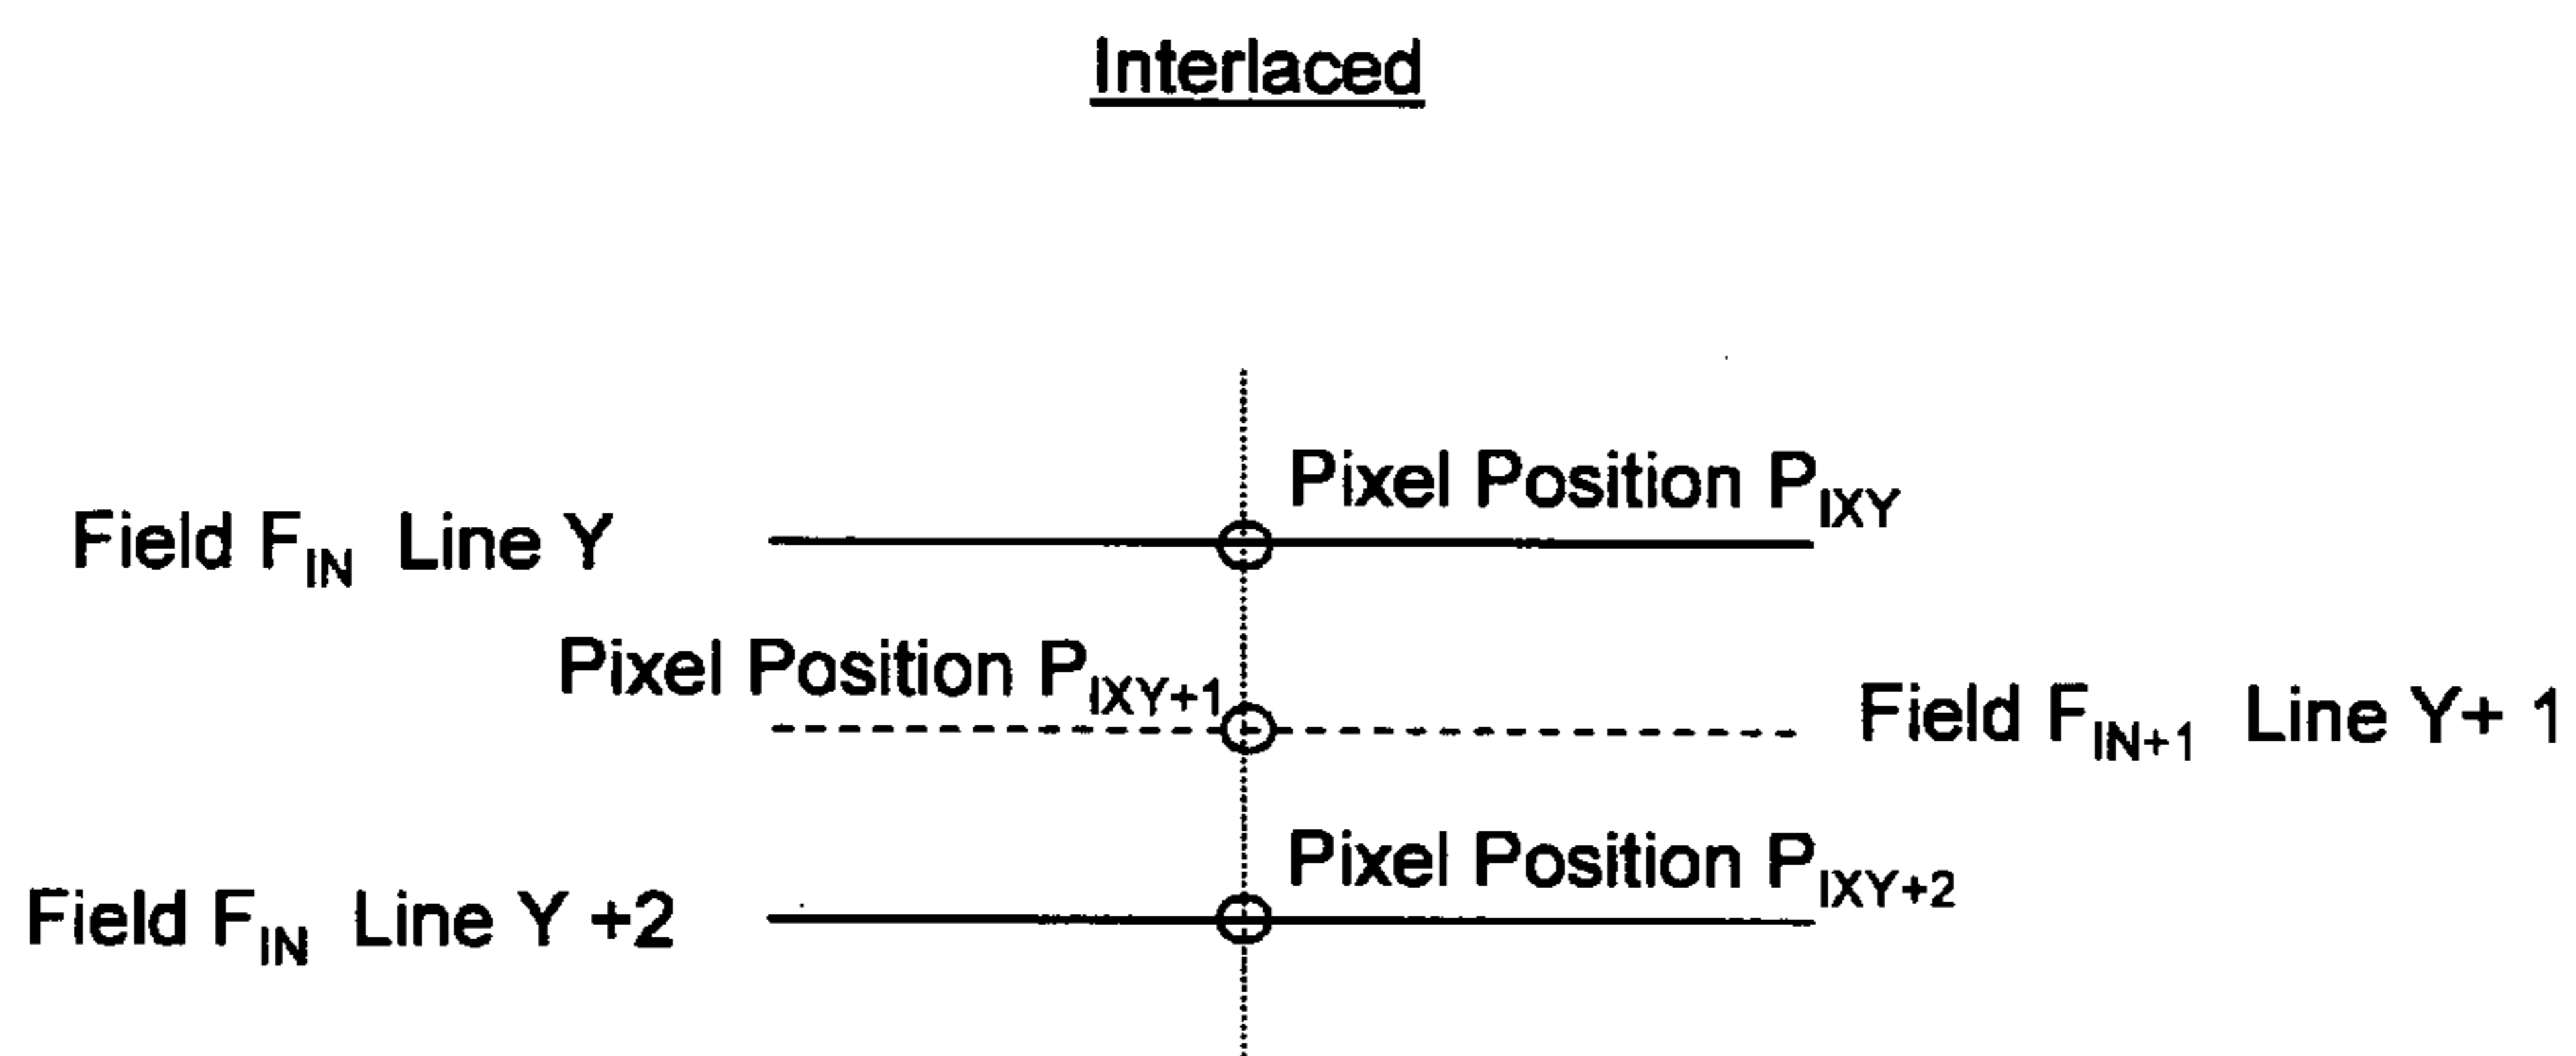 Interlaced
Pixel Position P_IXY
Field F_IN Line Y
Pixel Position P_IXY+1
Field F_IN+1 Line Y+ 1
Pixel Position P_IXY+2
Field F_IN Line Y +2